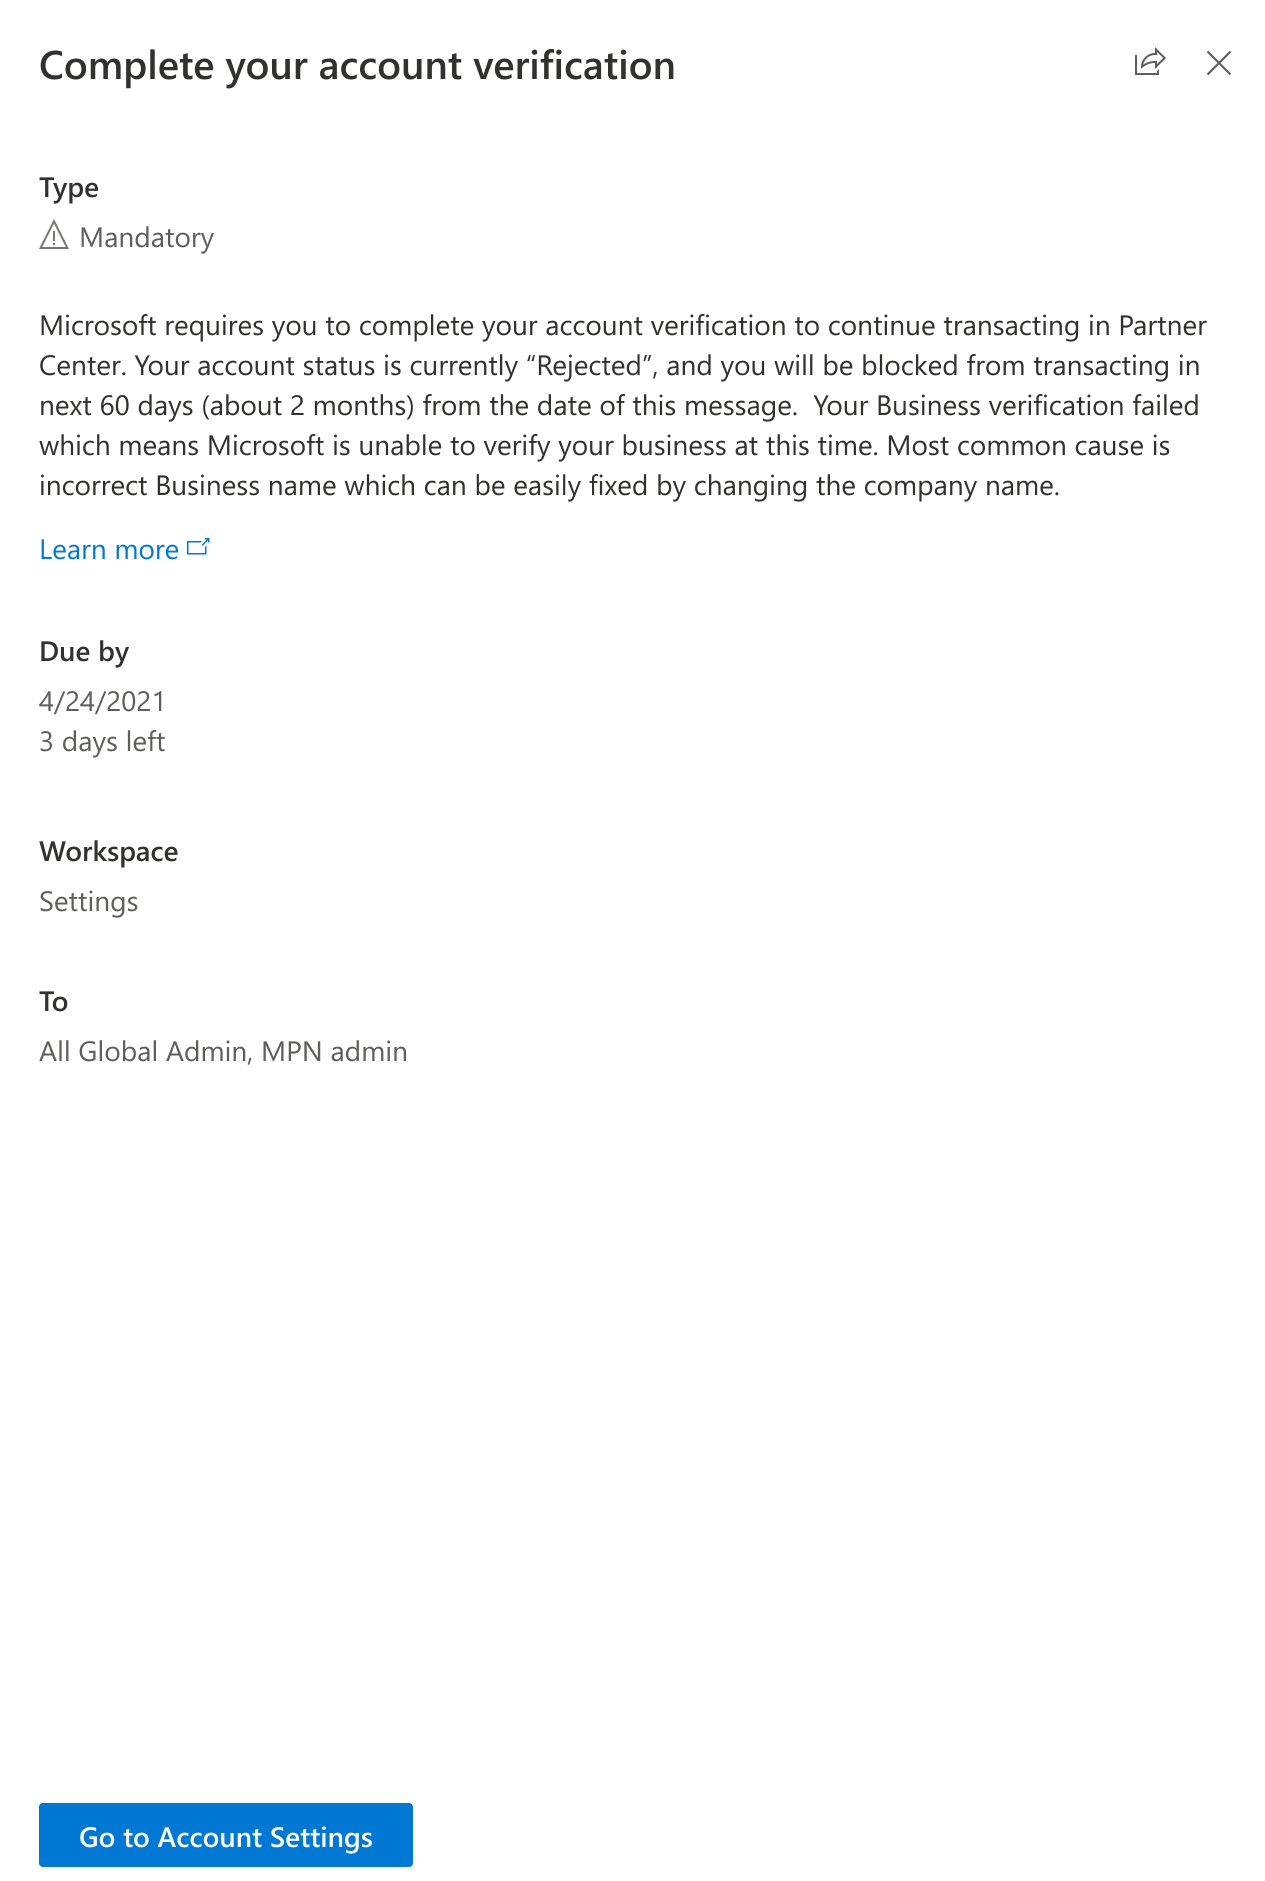 Complete your account verification
Type
Mandatory
Microsoft requires you to complete your account verification to continue transacting in Partner
Center. Your account status is currently “Rejected”, and you will be blocked from transacting in
next 60 days (about 2 months) from the date of this message.  Your Business verification failed
which means Microsoft is unable to verify your business at this time. Most common cause is
incorrect Business name which can be easily fixed by changing the company name.
Learn more
Due by
4/24/2021
3 days left
Workspace
Settings
To
All Global Admin, MPN admin
Go to Account Settings